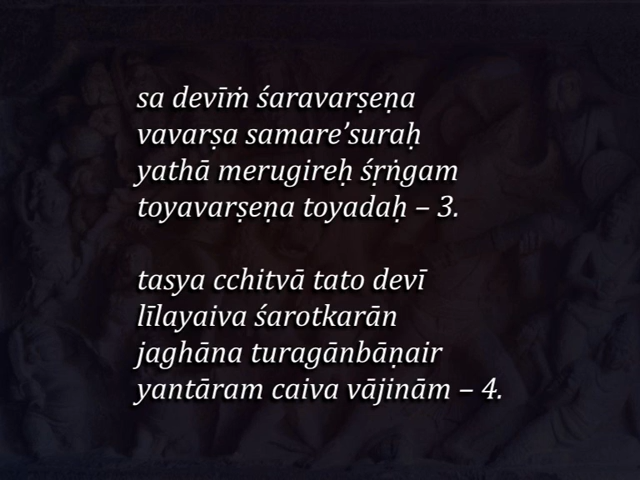 sa devīṁ śaravarṣeṇa
vavarṣa samare’suraḥ
yathā merugireḥ śṛṅgam
toyavarṣeṇa toyadaḥ – 3.
tasya cchitvā tato devī
līlayaiva śarotkarān
jaghāna turagānbāṇair
yantāram caiva vājinām – 4.